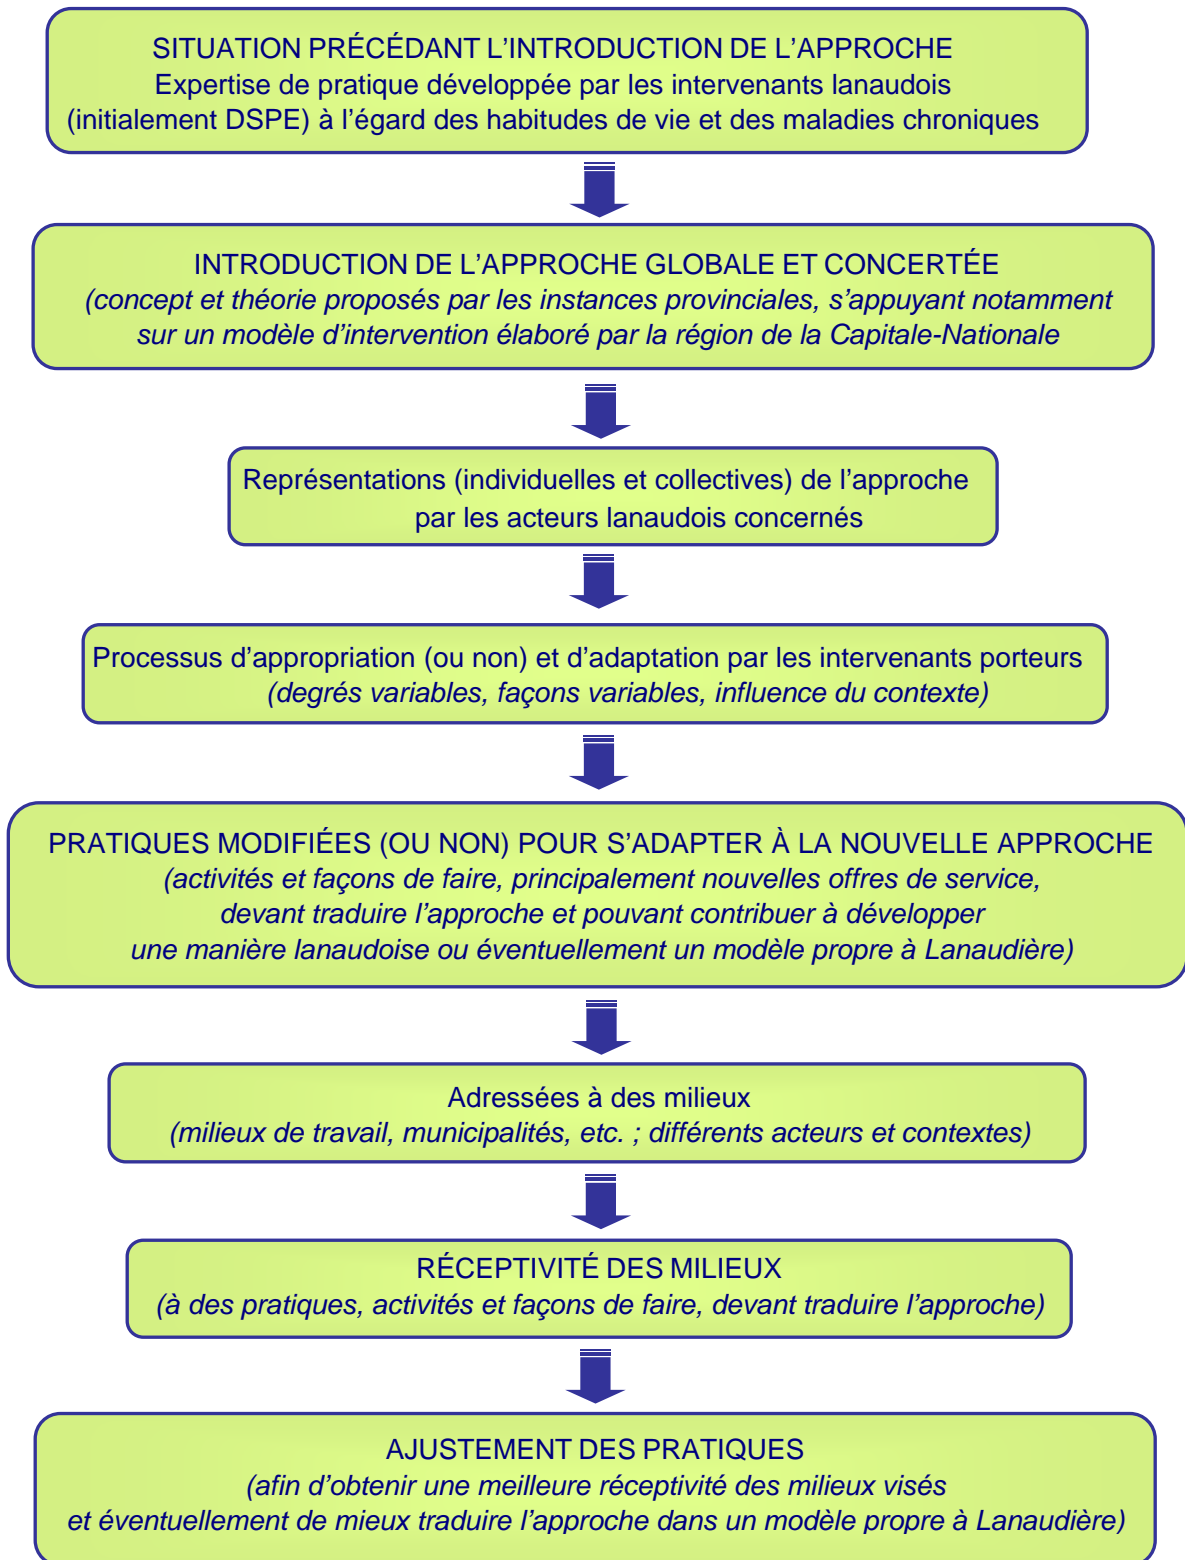 SITUATION PRÉCÉDANT L'INTRODUCTION DE L'APPROCHE
Expertise de pratique développée par les intervenants lanaudois
(initialement DSPE) à l'égard des habitudes de vie et des maladies chroniques
INTRODUCTION DE L'APPROCHE GLOBALE ET CONCERTÉE
(concept et théorie proposés par les instances provinciales, s'appuyant notamment
sur un modèle d'intervention élaboré par la région de la Capitale-Nationale
Représentations (individuelles et collectives) de l'approche
par les acteurs lanaudois concernés
Processus d'appropriation (ou non) et d'adaptation par les intervenants porteurs
(degrés variables, façons variables, influence du contexte)
PRATIQUES MODIFIÉES (OU NON) POUR S'ADAPTER À LA NOUVELLE APPROCHE
(activités et façons de faire, principalement nouvelles offres de service,
devant traduire l'approche et pouvant contribuer à développer
une manière lanaudoise ou éventuellement un modèle propre à Lanaudière)
Adressées à des milieux
(milieux de travail, municipalités, etc. ; différents acteurs et contextes)
RÉCEPTIVITÉ DES MILIEUX
(à des pratiques, activités et façons de faire, devant traduire l'approche)
AJUSTEMENT DES PRATIQUES
(afin d'obtenir une meilleure réceptivité des milieux visés
et éventuellement de mieux traduire l'approche dans un modèle propre à Lanaudière)